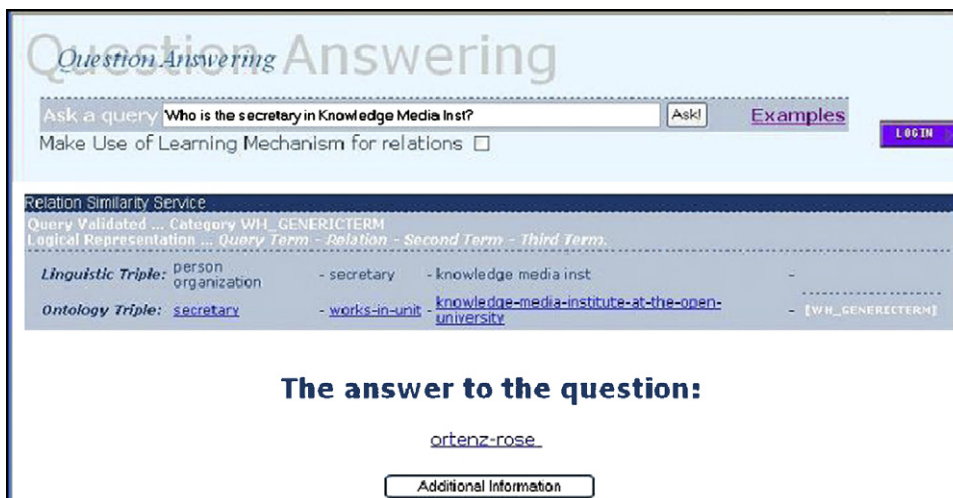 Question Answering
Question Answering
Ask a query Who is the secretary in Knowledge Media Inst? Ask! Examples
Make Use of Learning Mechanism for relations
LOGIN
Relation Similarity Service
Query Validated ... Category WH_GENERICTERM
Logical Representation ... Query Term - Relation - Second Term - Third Term.
Linguistic Triple: person organization - secretary - knowledge media inst -
Ontology Triple: secretary - works-in-unit - knowledge-media-institute-at-the-open-university - [WH_GENERICTERM]
The answer to the question:
ortenz-rose
Additional Information